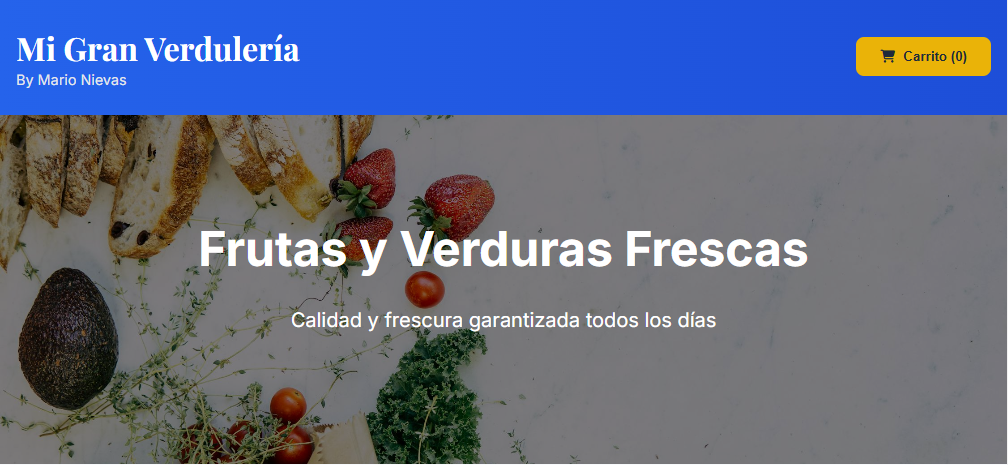 Mi Gran Verdulería
By Mario Nievas
Carrito (0)
Frutas y Verduras Frescas
Calidad y frescura garantizada todos los días